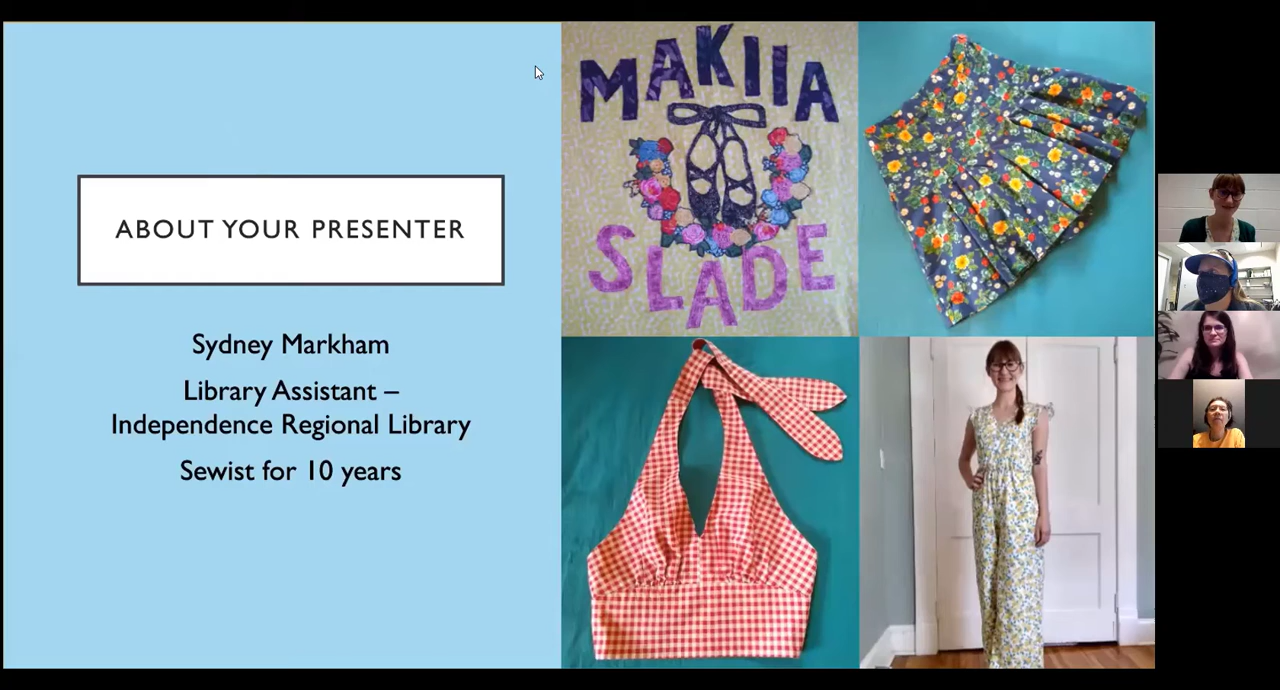 ABOUT YOUR PRESENTER
Sydney Markham
Library Assistant –
Independence Regional Library
Sewist for 10 years
MAKIIA
SLADE